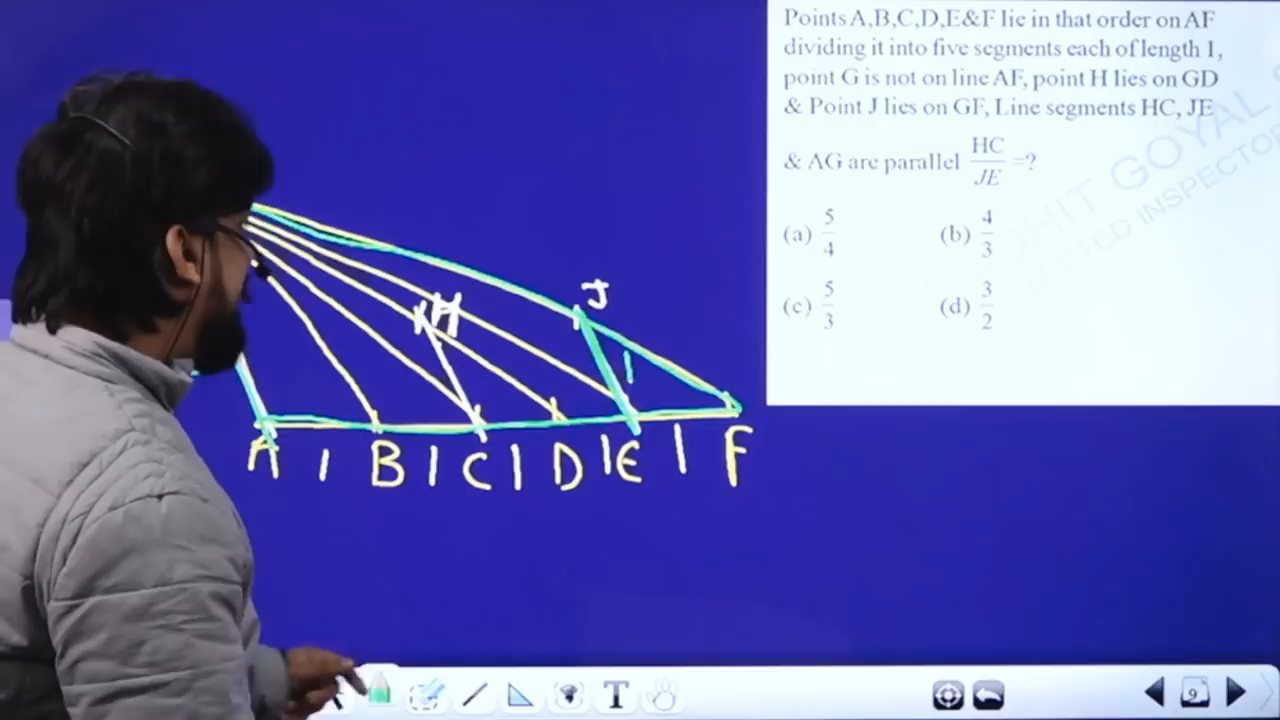 Points A,B,C,D,E&F lie in that order on AF
dividing it into five segments each of length 1,
point G is not on line AF, point H lies on GD
& Point J lies on GF, Line segments HC, JE
& AG are parallel HC/JE =?
(a) 5/4 (b) 4/3
(c) 5/3 (d) 3/2
J
H
1
A 1 B 1 C 1 D 1 E 1 F
T
9